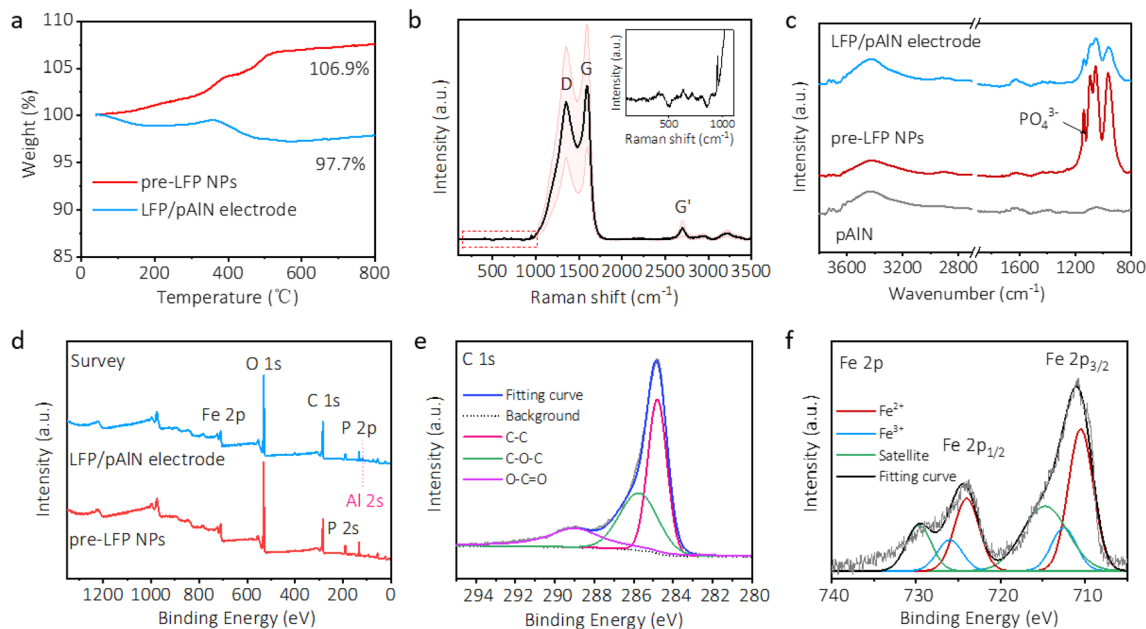 a
Weight (%)
110
105
100
95
90
85
106.9%
97.7%
pre-LFP NPs
LFP/pAlN electrode
0
200
400
600
800
Temperature (℃)
b
Intensity (a.u.)
D
G
G'
Intensity (a.u.)
500
1000
Raman shift (cm⁻¹)
500 1000 1500 2000 2500 3000 3500
Raman shift (cm⁻¹)
c
Intensity (a.u.)
LFP/pAlN electrode
PO₄³⁻
pre-LFP NPs
pAlN
3600 3200 2800 1600 1200 800
Wavenumber (cm⁻¹)
d
Intensity (a.u.)
Survey
O 1s
Fe 2p
C 1s
P 2p
LFP/pAlN electrode
Al 2s
P 2s
pre-LFP NPs
1200 1000 800 600 400 200 0
Binding Energy (eV)
e
Intensity (a.u.)
C 1s
Fitting curve
Background
C-C
C-O-C
O-C=O
294 292 290 288 286 284 282 280
Binding Energy (eV)
f
Intensity (a.u.)
Fe 2p
Fe 2p₃/₂
Fe²⁺
Fe³⁺
Satellite
Fitting curve
Fe 2p₁/₂
740 730 720 710
Binding Energy (eV)